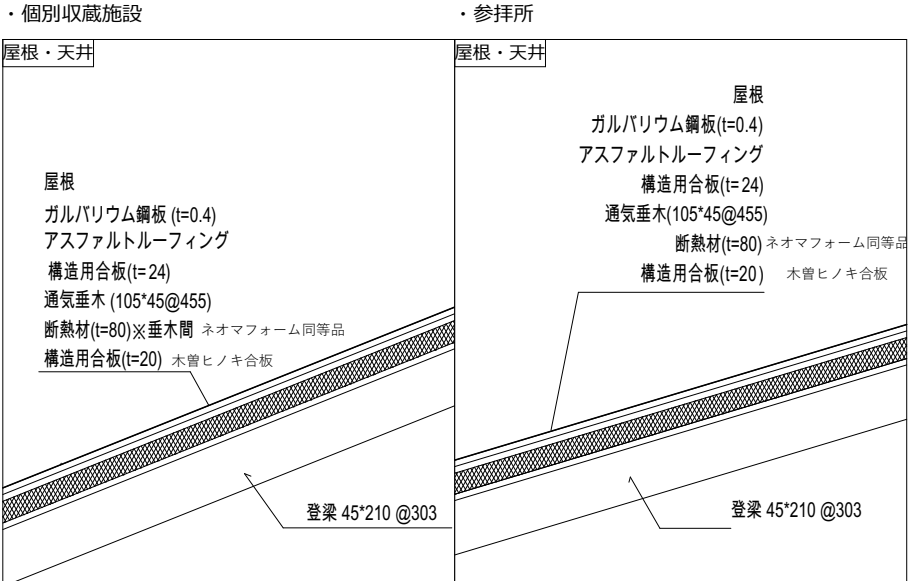 ・個別収蔵施設
屋根・天井
屋根
ガルバリウム鋼板 (t=0.4)
アスファルトルーフィング
構造用合板(t=24)
通気垂木 (105*45@455)
断熱材(t=80)※垂木間 ネオマフォーム同等品
構造用合板(t=20) 木曽ヒノキ合板
登梁 45*210 @303
・参拝所
屋根・天井
屋根
ガルバリウム鋼板(t=0.4)
アスファルトルーフィング
構造用合板(t=24)
通気垂木(105*45@455)
断熱材(t=80) ネオマフォーム同等品
構造用合板(t=20) 木曽ヒノキ合板
登梁 45*210 @303